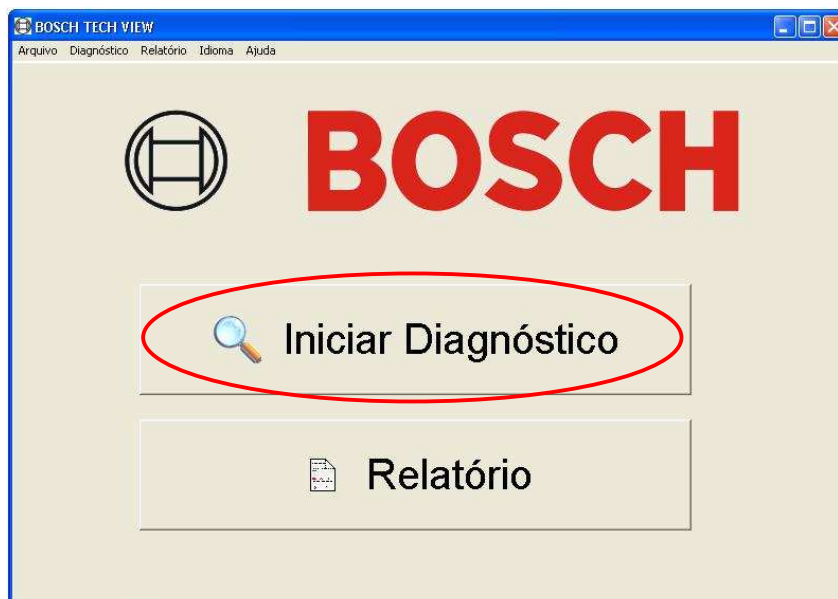 BOSCH TECH VIEW
Arquivo Diagnóstico Relatório Idioma Ajuda
BOSCH
Iniciar Diagnóstico
Relatório